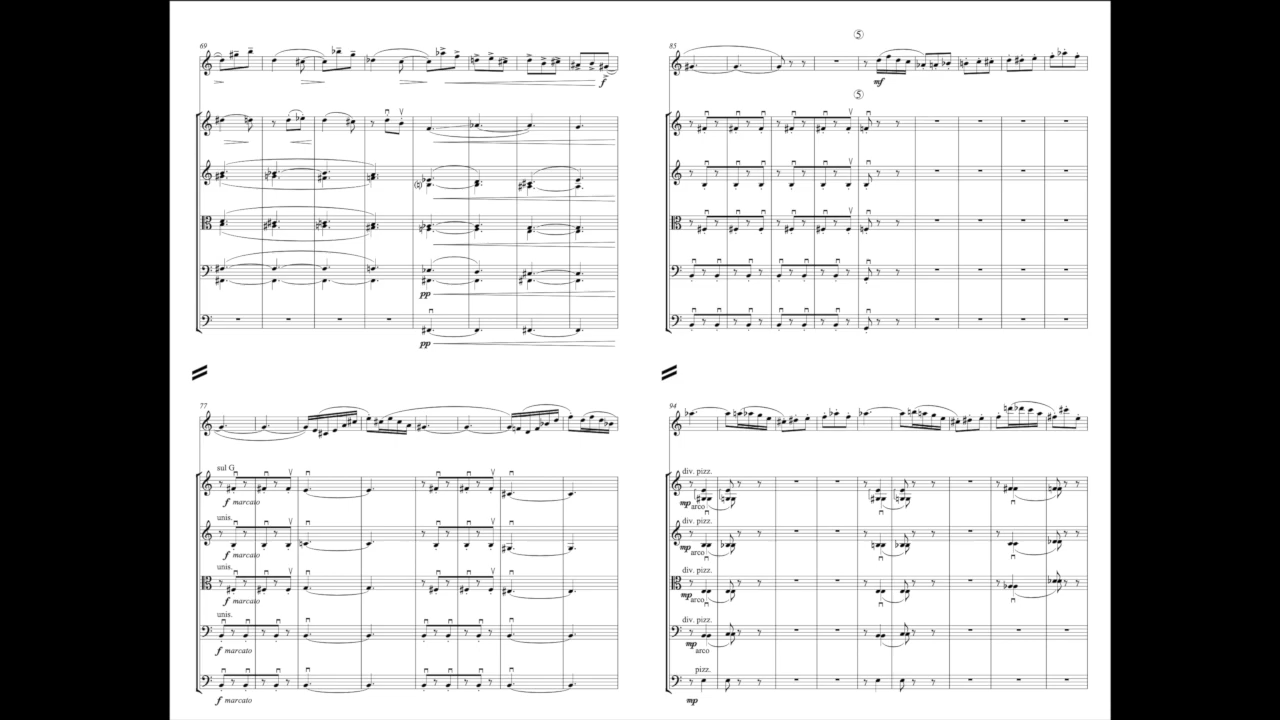 69
f
pp
pp
77
sul G
f marcato
unis.
f marcato
unis.
f marcato
unis.
f marcato
f marcato
85
5
mf
5
94
div. pizz.
mp arco
div. pizz.
mp arco
div. pizz.
mp arco
div. pizz.
mp
arco
pizz.
mp